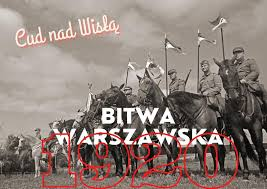 Cud nad Wisłą
BITWA
WARSZAWSKA
1920